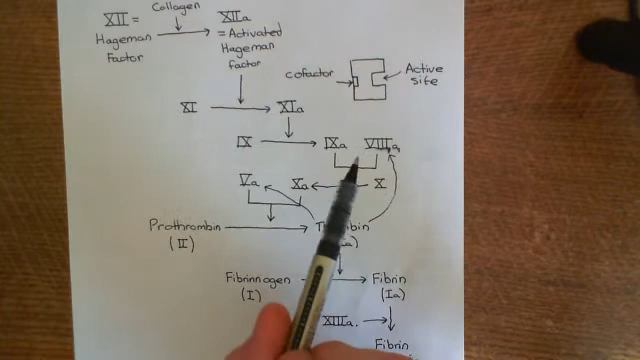 Collagen
XII = XIIa
Hageman = Activated
Factor Hageman
factor
cofactor Active
site
XI XIa
IX IXa VIIIa
Va Xa X
Prothrombin
(II)
Fibrinnogen Fibrin
(I) (Ia)
XIIIa.
Fibrin